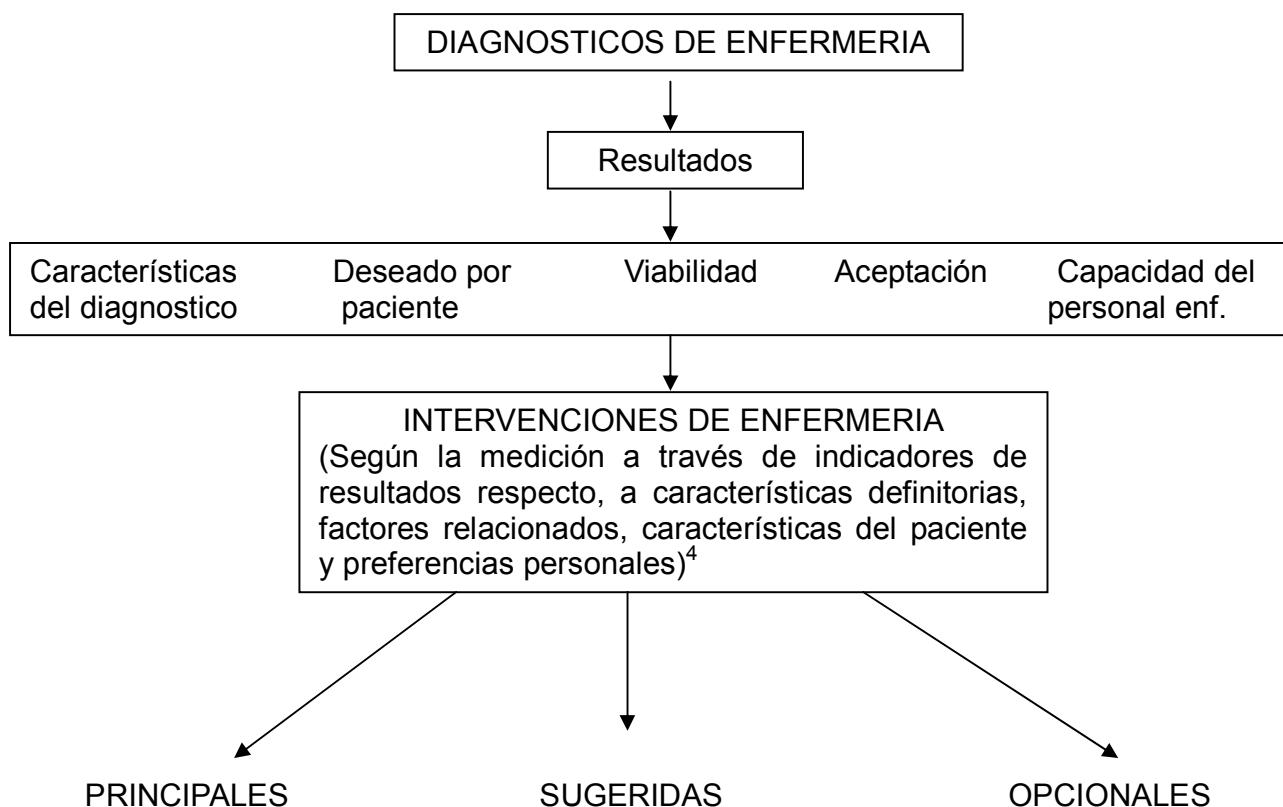 DIAGNOSTICOS DE ENFERMERIA
Resultados
Características Deseado por Viabilidad Aceptación Capacidad del
del diagnostico paciente personal enf.
INTERVENCIONES DE ENFERMERIA
(Según la medición a través de indicadores de
resultados respecto, a características definitorias,
factores relacionados, características del paciente
y preferencias personales)⁴
PRINCIPALES SUGERIDAS OPCIONALES